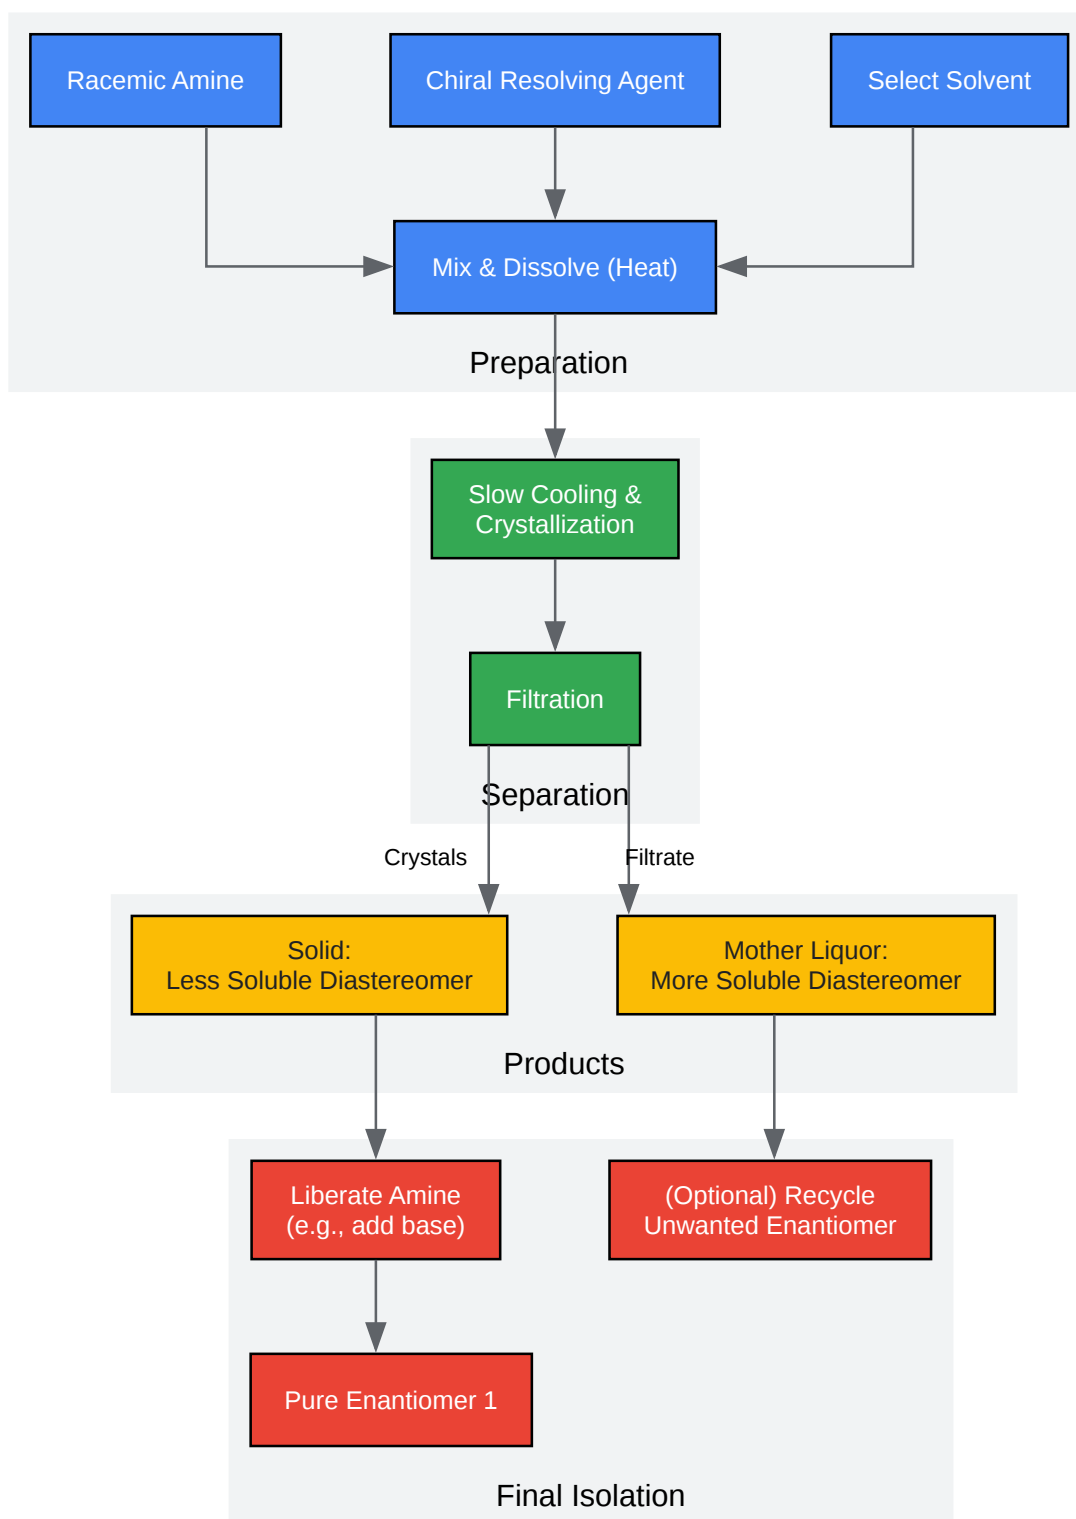 Racemic Amine
Chiral Resolving Agent
Select Solvent
Mix & Dissolve (Heat)
Preparation
Slow Cooling &
Crystallization
Filtration
Separation
Crystals
Filtrate
Solid:
Less Soluble Diastereomer
Mother Liquor:
More Soluble Diastereomer
Products
Liberate Amine
(e.g., add base)
(Optional) Recycle
Unwanted Enantiomer
Pure Enantiomer 1
Final Isolation